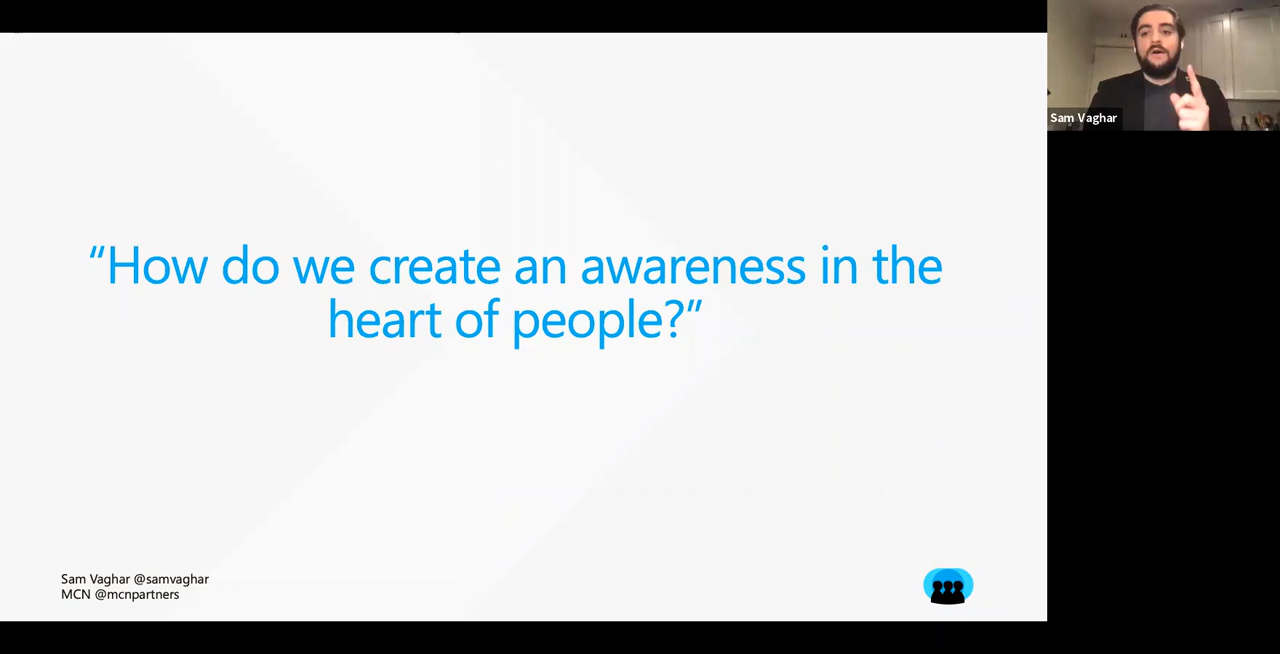 “How do we create an awareness in the
heart of people?”
Sam Vaghar @samvaghar
MCN @mcnpartners
Sam Vaghar